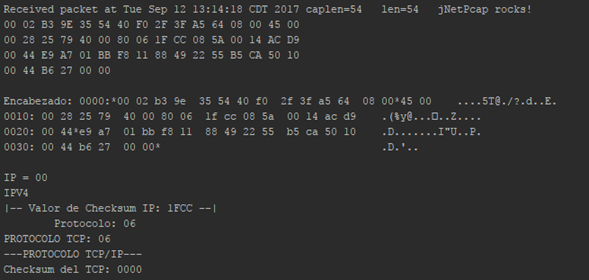 Received packet at Tue Sep 12 13:14:18 CDT 2017 caplen=54   len=54   jNetPcap rocks!
00 02 B3 9E 35 54 40 F0 2F 3F A5 64 08 00 45 00
00 28 25 79 40 00 80 06 1F CC 08 5A 00 14 AC D9
00 44 E9 A7 01 BB F8 11 88 49 22 55 B5 CA 50 10
00 44 B6 27 00 00
Encabezado: 0000:*00 02 b3 9e  35 54 40 f0  2f 3f a5 64  08 00*45 00    ....5T@./?.d..E.
0010: 00 28 25 79  40 00 80 06  1f cc 08 5a  00 14 ac d9    .(%y@...□..Z....
0020: 00 44*e9 a7  01 bb f8 11  88 49 22 55  b5 ca 50 10    .D.......I"U..P.
0030: 00 44 b6 27  00 00*                                   .D.'..
IP = 00
IPV4
|-- Valor de Checksum IP: 1FCC --|
Protocolo: 06
PROTOCOLO TCP: 06
---PROTOCOLO TCP/IP---
Checksum del TCP: 0000